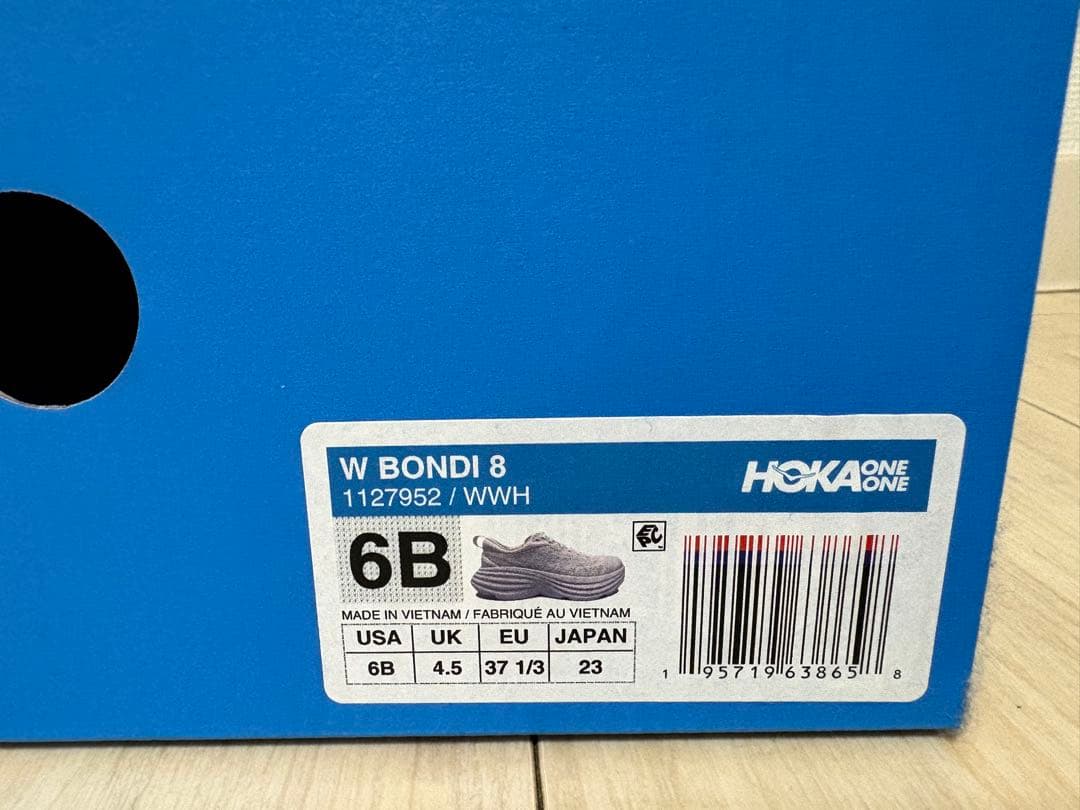 W BONDI 8
1127952 / WWH
HOKA ONE ONE
6B
EPC
MADE IN VIETNAM / FABRIQUÉ AU VIETNAM
USA UK EU JAPAN
6B 4.5 37 1/3 23
1 95719 63865 8